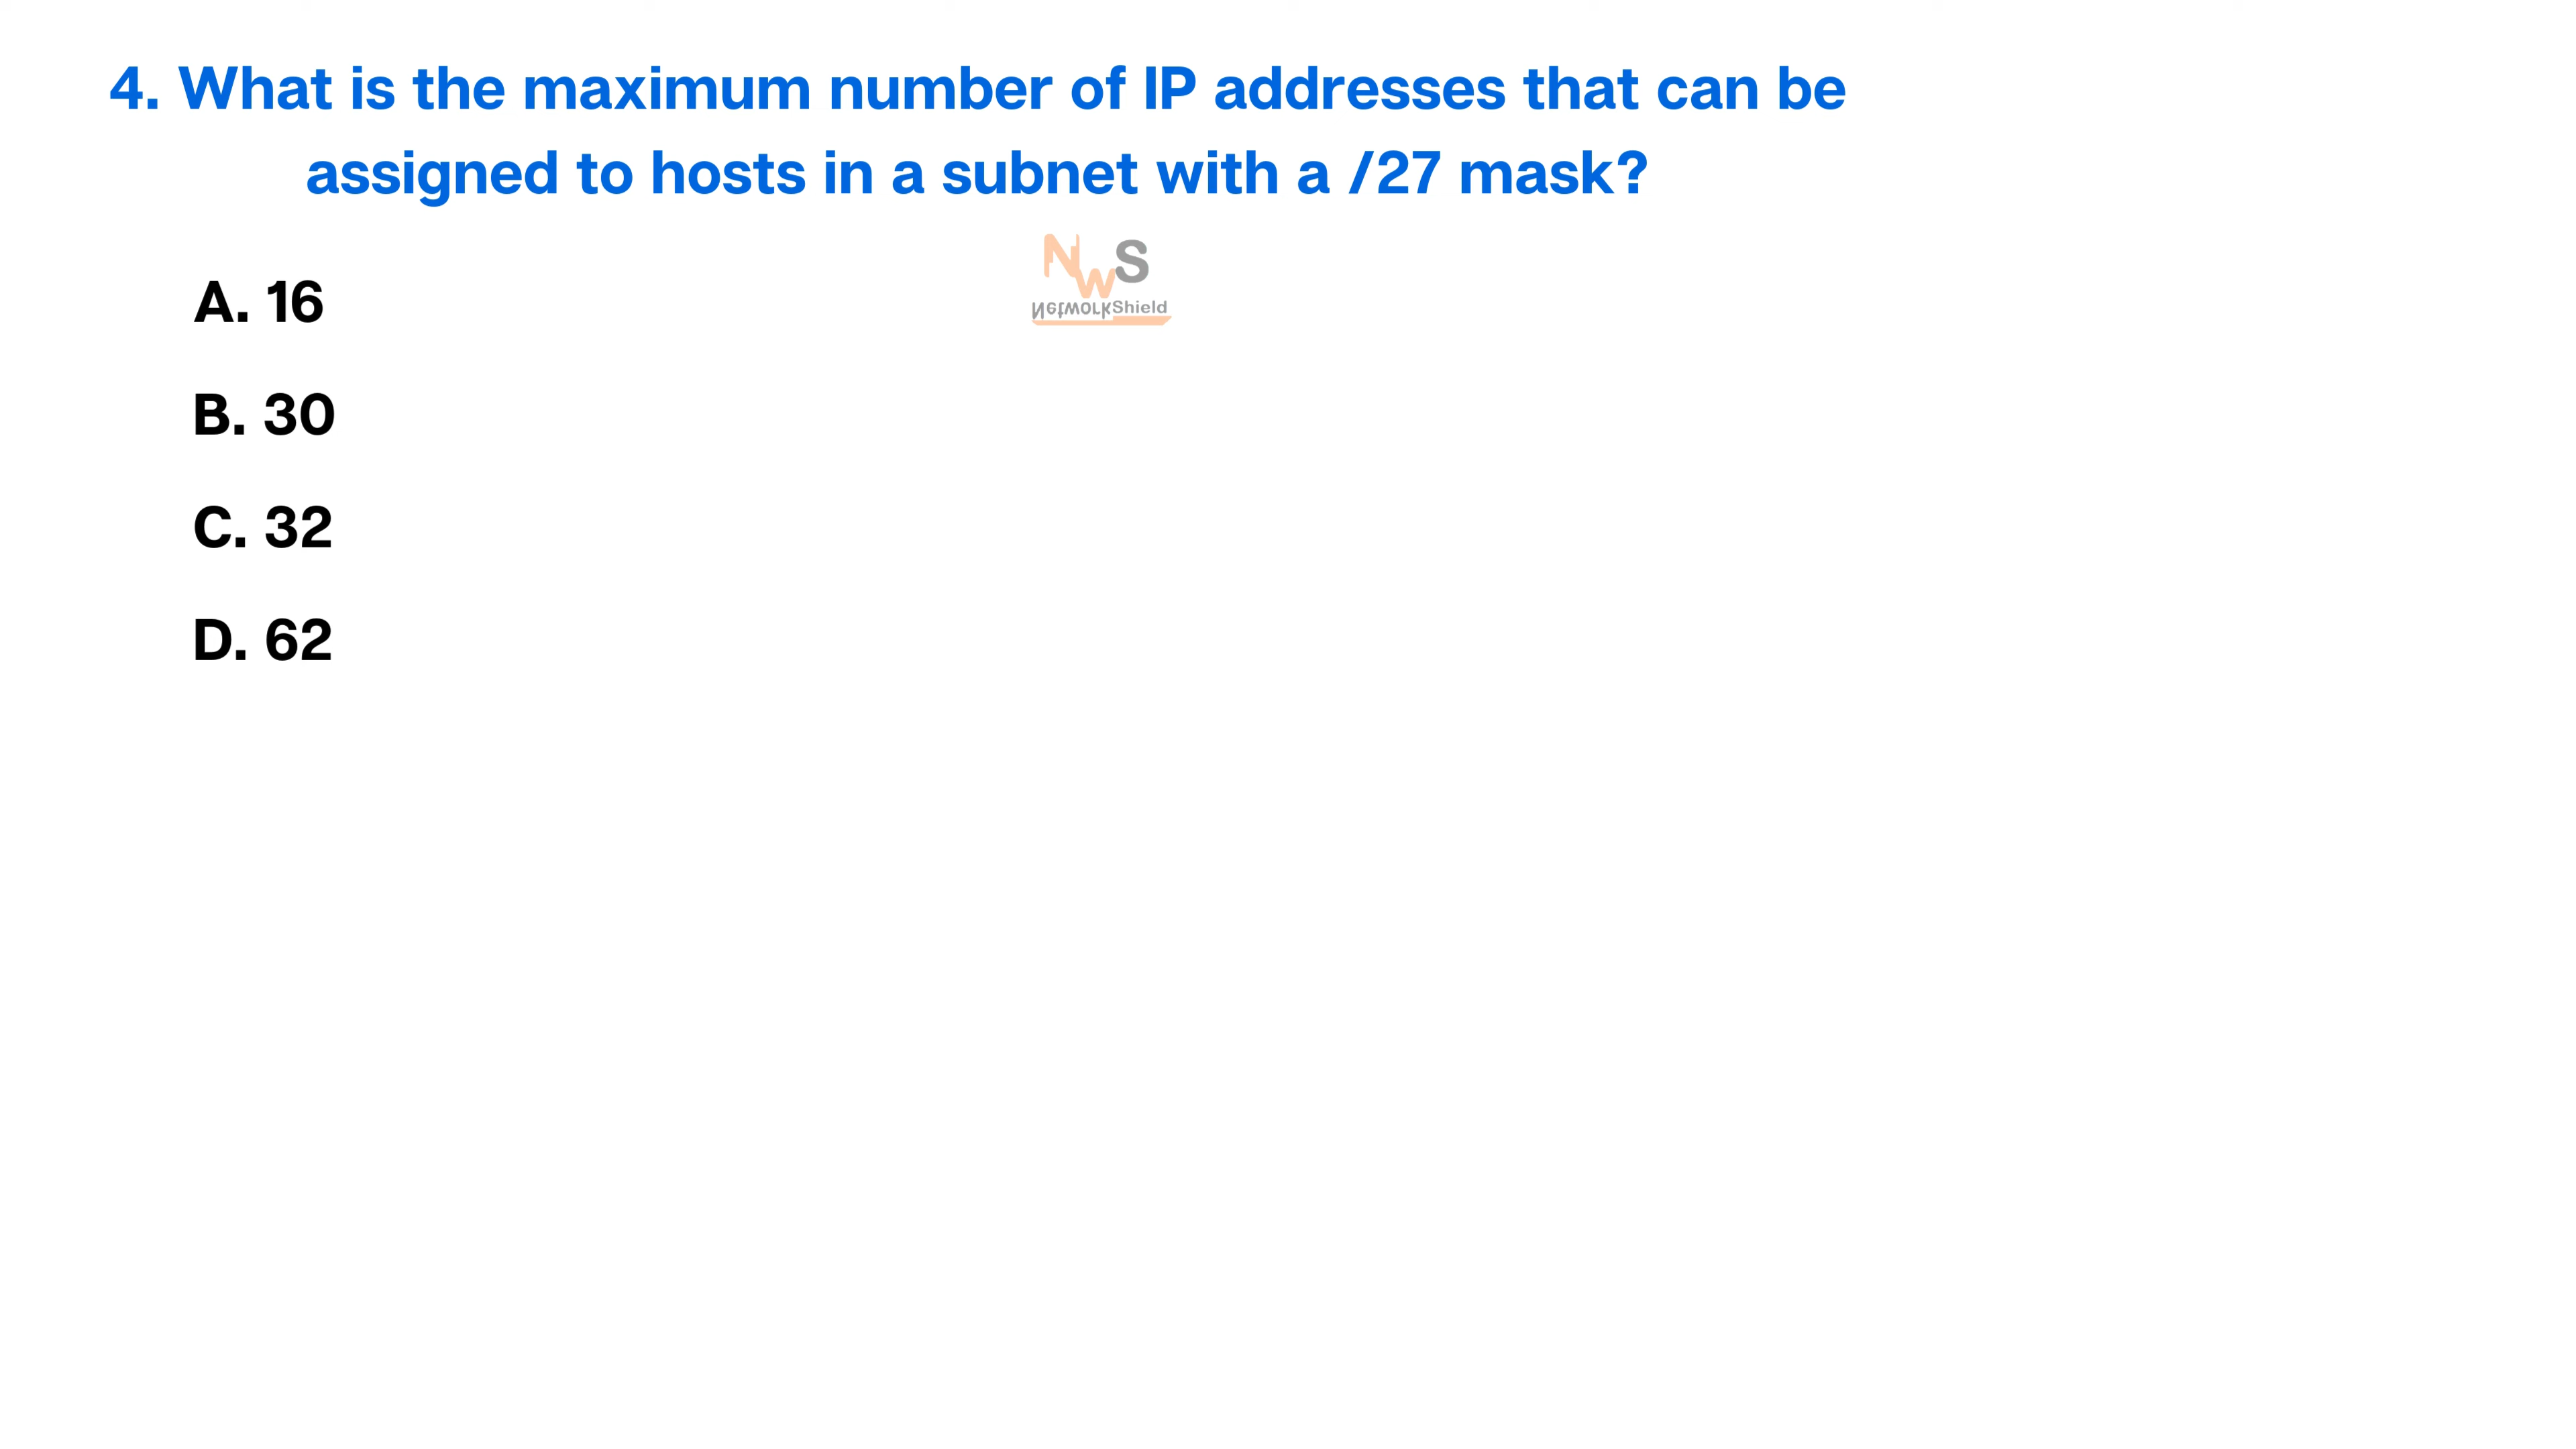 4. What is the maximum number of IP addresses that can be
assigned to hosts in a subnet with a /27 mask?
NWS
NetworkShield
A. 16
B. 30
C. 32
D. 62